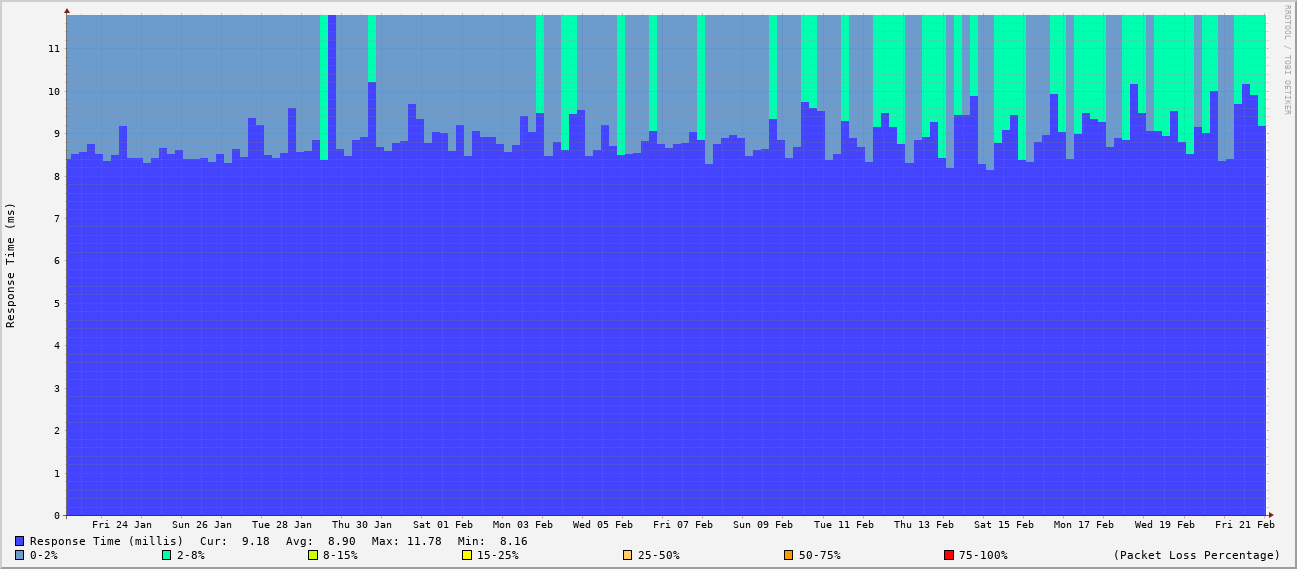 RRDTOOL / TOBI OETIKER
Response Time (ms)
11
10
9
8
7
6
5
4
3
2
1
0
Fri 24 Jan Sun 26 Jan Tue 28 Jan Thu 30 Jan Sat 01 Feb Mon 03 Feb Wed 05 Feb Fri 07 Feb Sun 09 Feb Tue 11 Feb Thu 13 Feb Sat 15 Feb Mon 17 Feb Wed 19 Feb Fri 21 Feb
Response Time (millis) Cur: 9.18 Avg: 8.90 Max: 11.78 Min: 8.16
0-2% 2-8% 8-15% 15-25% 25-50% 50-75% 75-100% (Packet Loss Percentage)